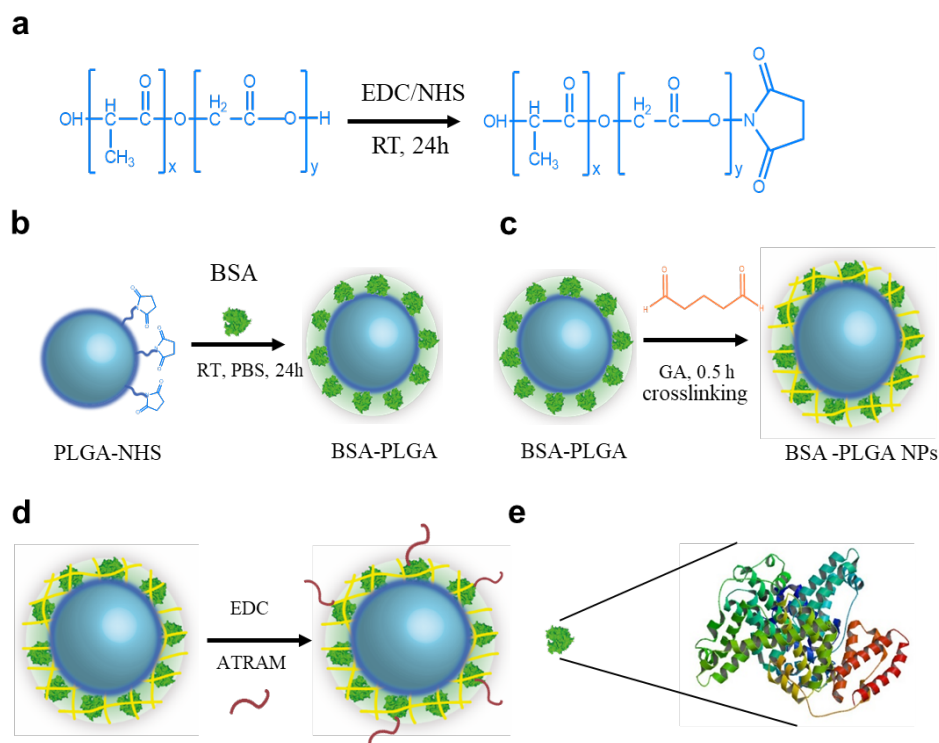 a
OH H C O CH3 x O H2 C C O O H y
EDC/NHS
RT, 24h
OH H C O CH3 x O H2 C C O O y N O O
b
BSA
RT, PBS, 24h
PLGA-NHS
BSA-PLGA
c
O H O H
GA, 0.5 h
crosslinking
BSA-PLGA
BSA -PLGA NPs
d
EDC
ATRAM
e